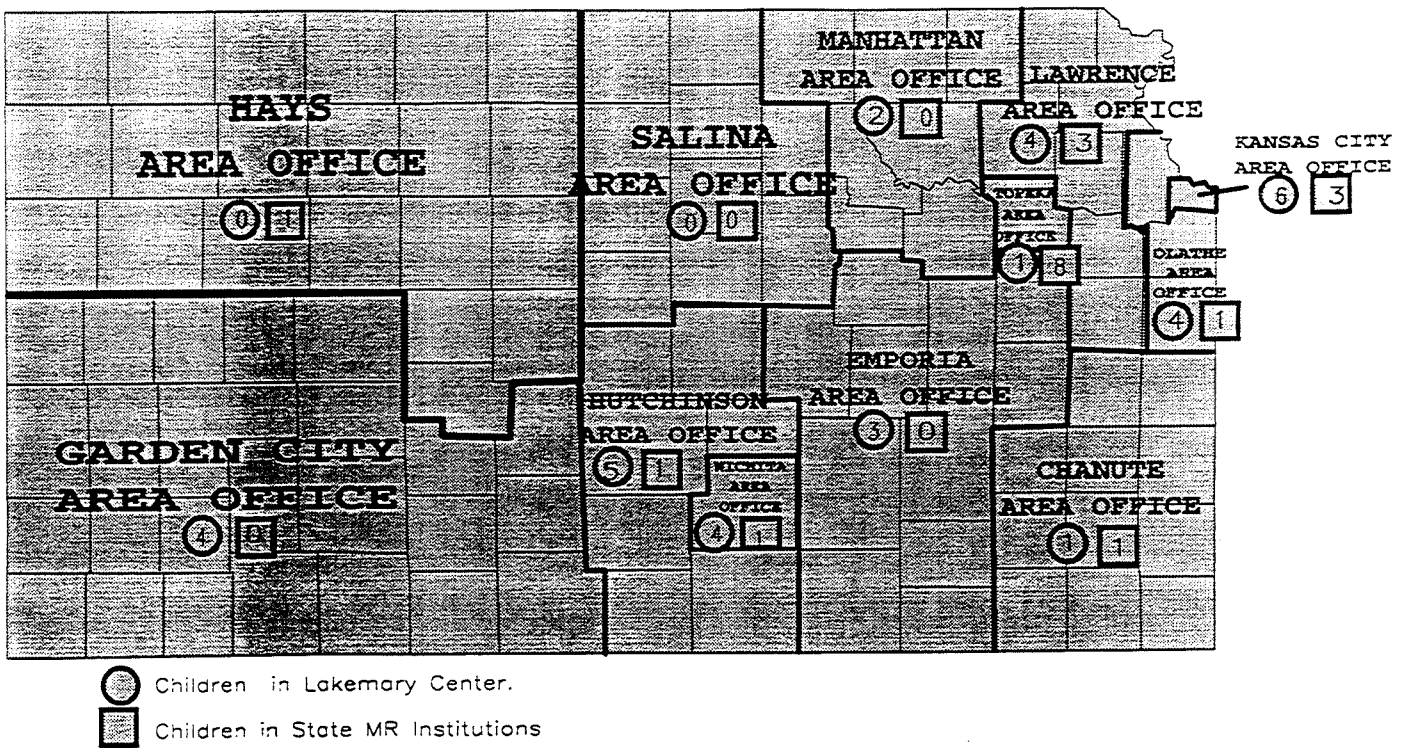 MANHATTAN
AREA OFFICE
2 0
LAWRENCE
AREA OFFICE
4 3
KANSAS CITY
AREA OFFICE
6 3
HAYS
AREA OFFICE
0 1
SALINA
AREA OFFICE
0 0
TOPEKA
AREA
OFFICE
1 8
OLATHE
AREA
OFFICE
4 1
EMPORIA
AREA OFFICE
3 0
HUTCHINSON
AREA OFFICE
5 1
WICHITA
AREA
OFFICE
4 1
GARDEN CITY
AREA OFFICE
4 0
CHANUTE
AREA OFFICE
1
Children in Lakemary Center.
Children in State MR Institutions